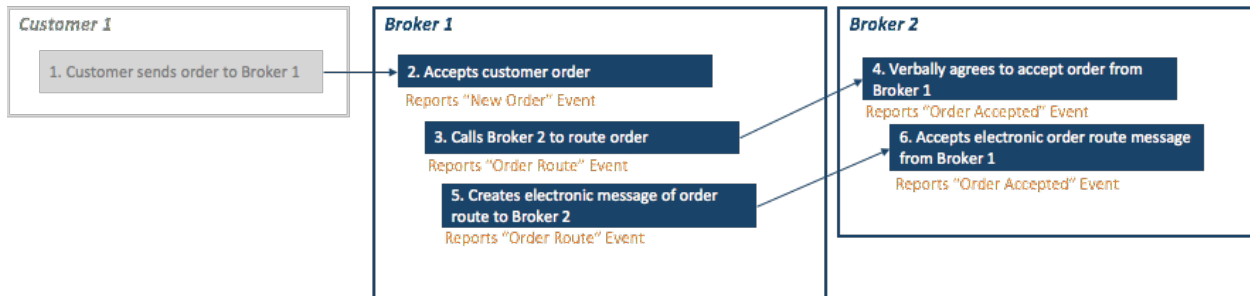 Customer 1
1. Customer sends order to Broker 1
Broker 1
2. Accepts customer order
Reports “New Order” Event
3. Calls Broker 2 to route order
Reports “Order Route” Event
5. Creates electronic message of order
route to Broker 2
Reports “Order Route” Event
Broker 2
4. Verbally agrees to accept order from
Broker 1
Reports “Order Accepted” Event
6. Accepts electronic order route message
from Broker 1
Reports “Order Accepted” Event